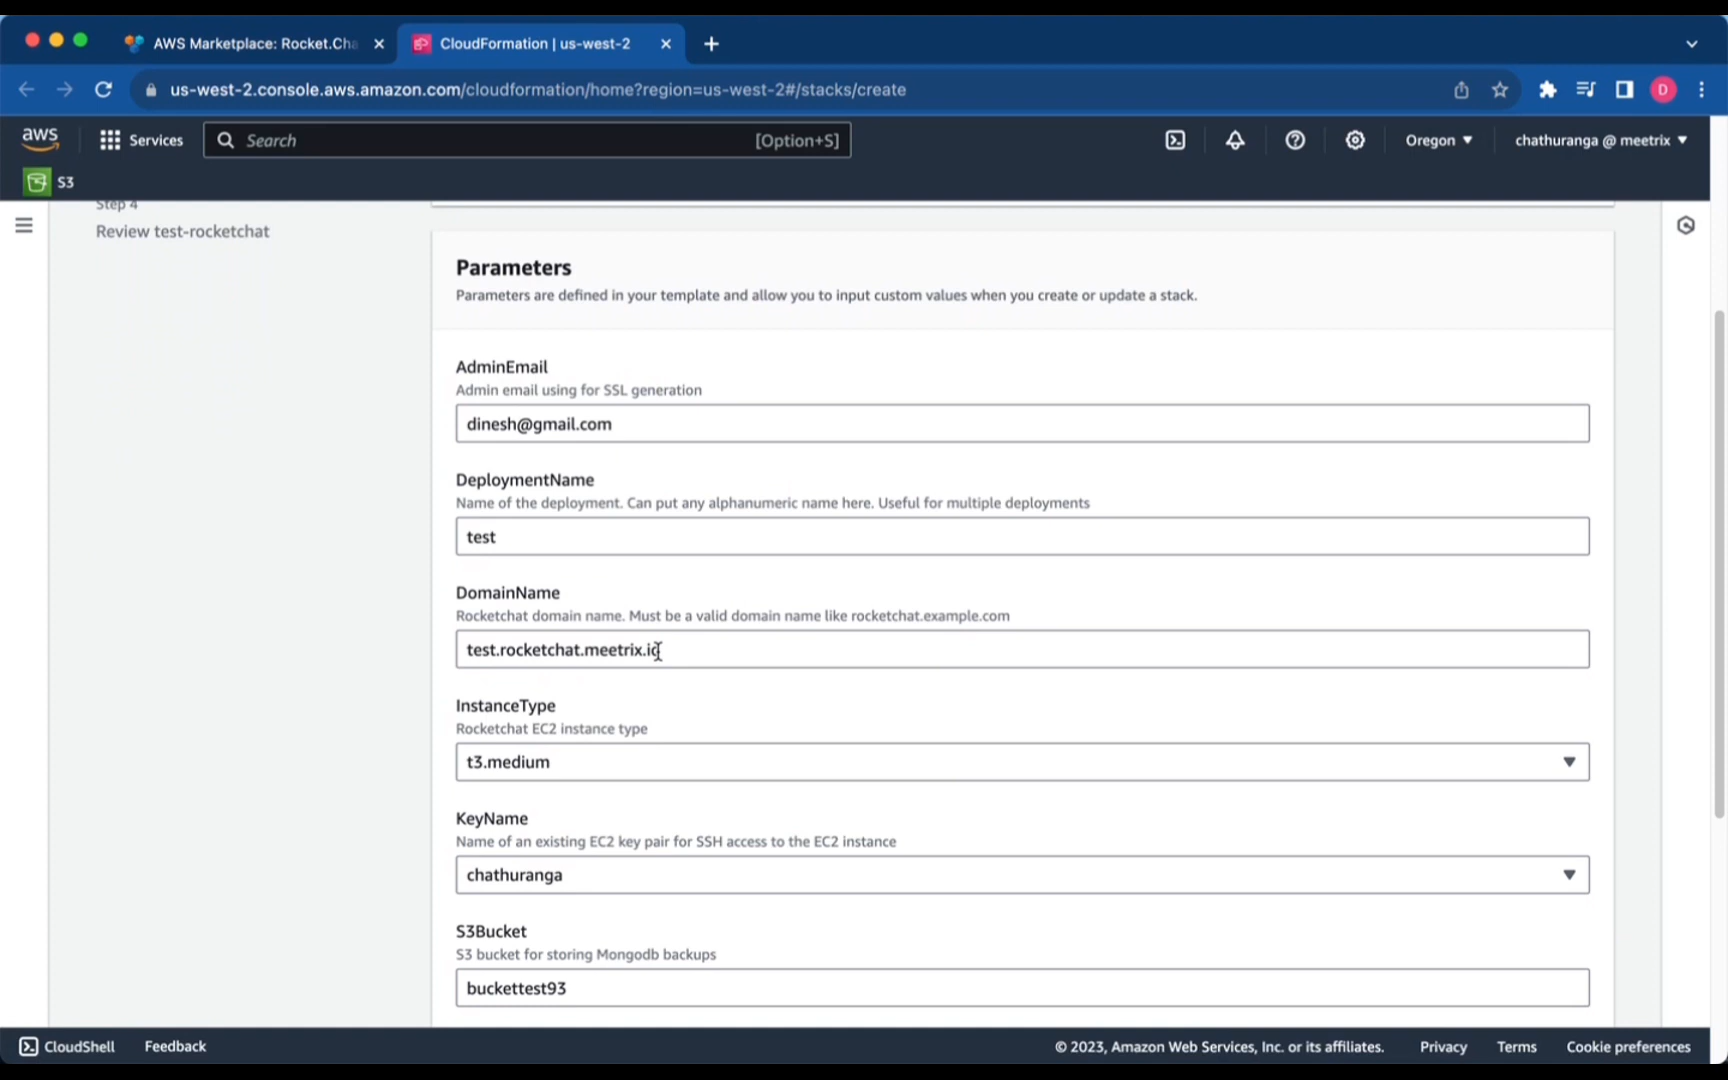 AWS Marketplace: Rocket.Cha
CloudFormation | us-west-2
us-west-2.console.aws.amazon.com/cloudformation/home?region=us-west-2#/stacks/create
D
aws
Services
Search
[Option+S]
Oregon
chathuranga @ meetrix
S3
Step 4
Review test-rocketchat
Parameters
Parameters are defined in your template and allow you to input custom values when you create or update a stack.
AdminEmail
Admin email using for SSL generation
dinesh@gmail.com
DeploymentName
Name of the deployment. Can put any alphanumeric name here. Useful for multiple deployments
test
DomainName
Rocketchat domain name. Must be a valid domain name like rocketchat.example.com
test.rocketchat.meetrix.io
InstanceType
Rocketchat EC2 instance type
t3.medium
KeyName
Name of an existing EC2 key pair for SSH access to the EC2 instance
chathuranga
S3Bucket
S3 bucket for storing Mongodb backups
buckettest93
CloudShell
Feedback
© 2023, Amazon Web Services, Inc. or its affiliates.
Privacy
Terms
Cookie preferences